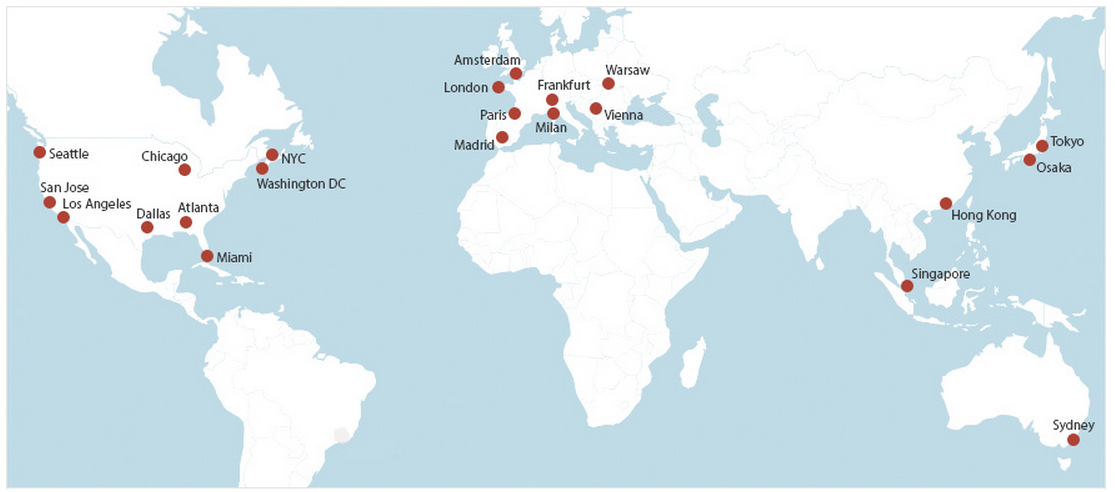 Amsterdam
Warsaw
London
Frankfurt
Paris
Vienna
Milan
Madrid
Tokyo
Osaka
Seattle
Chicago
NYC
Washington DC
San Jose
Los Angeles
Dallas
Atlanta
Hong Kong
Miami
Singapore
Sydney